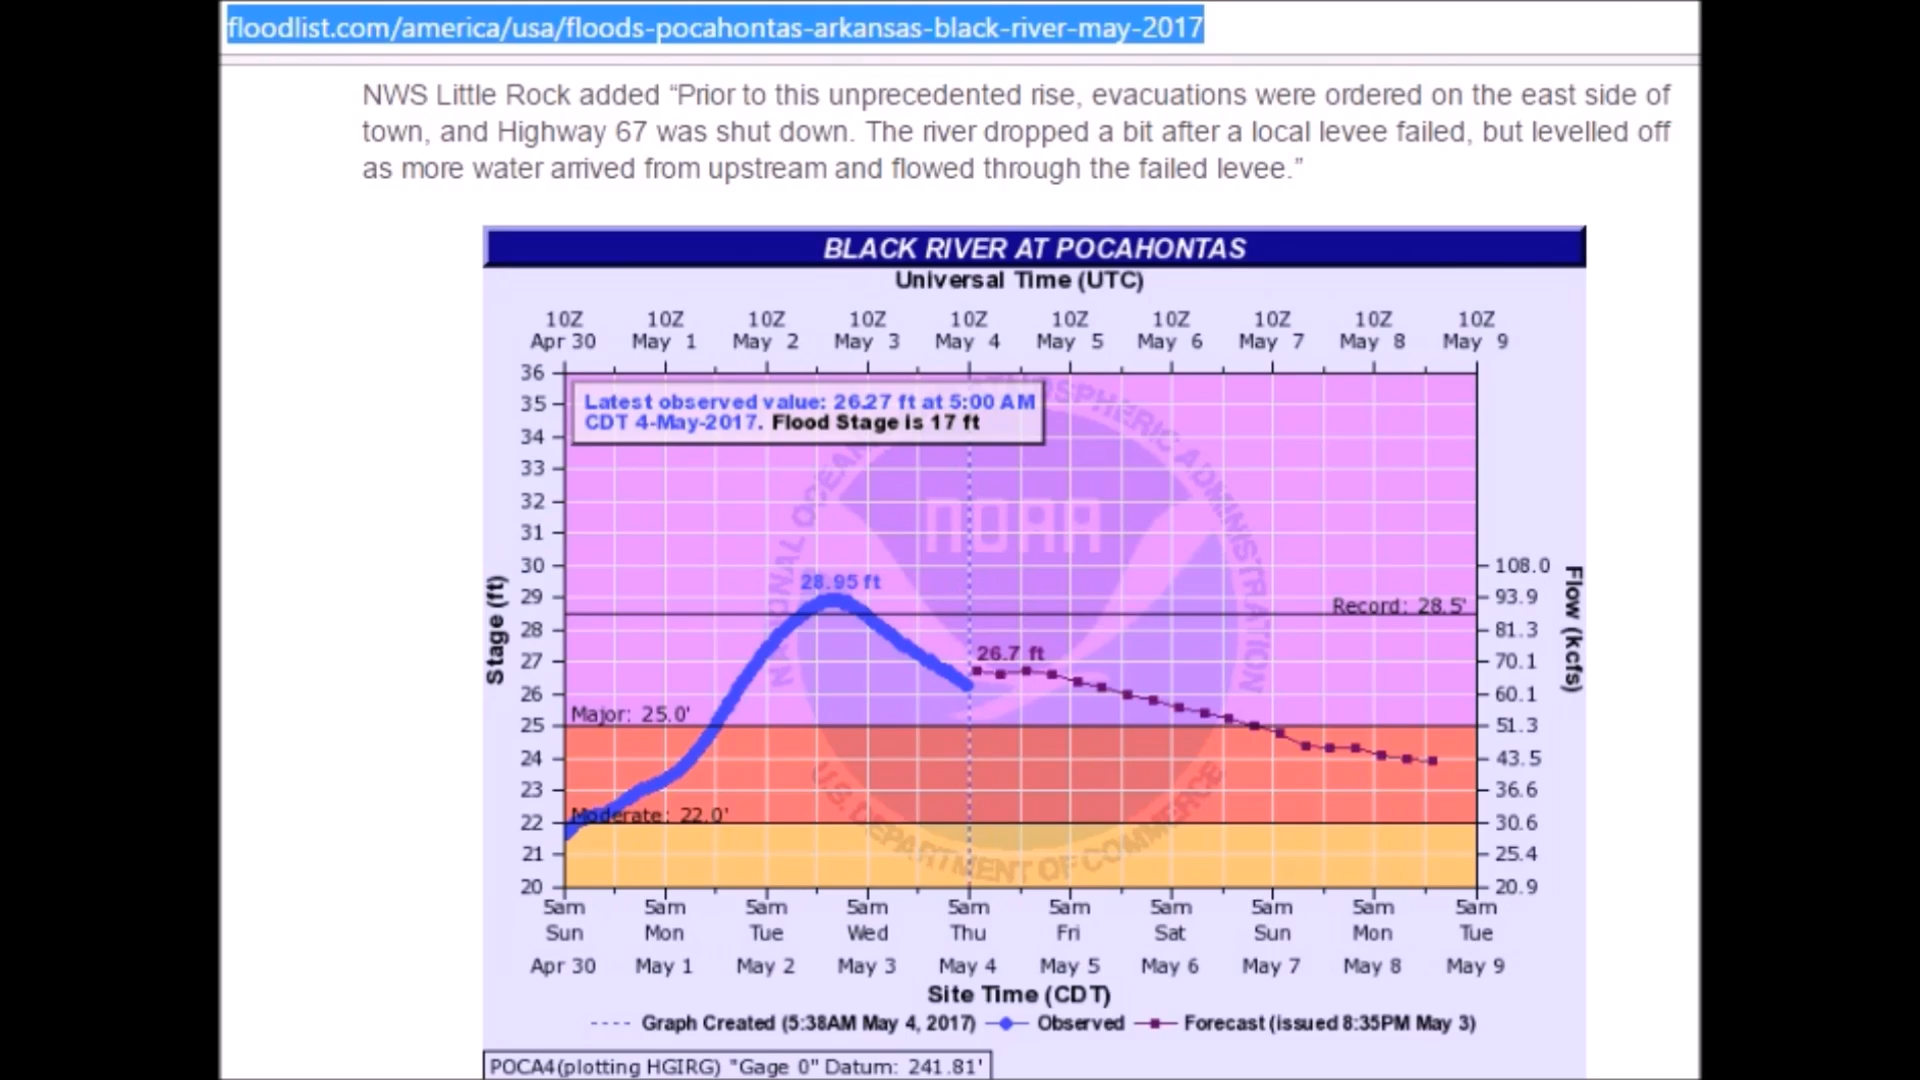 floodlist.com/america/usa/floods-pocahontas-arkansas-black-river-may-2017
NWS Little Rock added “Prior to this unprecedented rise, evacuations were ordered on the east side of
town, and Highway 67 was shut down. The river dropped a bit after a local levee failed, but levelled off
as more water arrived from upstream and flowed through the failed levee.”
BLACK RIVER AT POCAHONTAS
Universal Time (UTC)
10Z 10Z 10Z 10Z 10Z 10Z 10Z 10Z 10Z 10Z
Apr 30 May 1 May 2 May 3 May 4 May 5 May 6 May 7 May 8 May 9
36
35
34
33
32
31
30
29
28
27
26
25
24
23
22
21
20
Stage (ft)
Latest observed value: 26.27 ft at 5:00 AM
CDT 4-May-2017. Flood Stage is 17 ft
NATIONAL OCEANIC AND ATMOSPHERIC ADMINISTRATION
NOAA
U.S. DEPARTMENT OF COMMERCE
28.95 ft
Record: 28.5'
26.7 ft
Major: 25.0'
Moderate: 22.0'
108.0
93.9
81.3
70.1
60.1
51.3
43.5
36.6
30.6
25.4
20.9
Flow (kcfs)
5am 5am 5am 5am 5am 5am 5am 5am 5am 5am
Sun Mon Tue Wed Thu Fri Sat Sun Mon Tue
Apr 30 May 1 May 2 May 3 May 4 May 5 May 6 May 7 May 8 May 9
Site Time (CDT)
Graph Created (5:38AM May 4, 2017) Observed Forecast (issued 8:35PM May 3)
POCA4(plotting HGIRG) "Gage 0" Datum: 241.81'